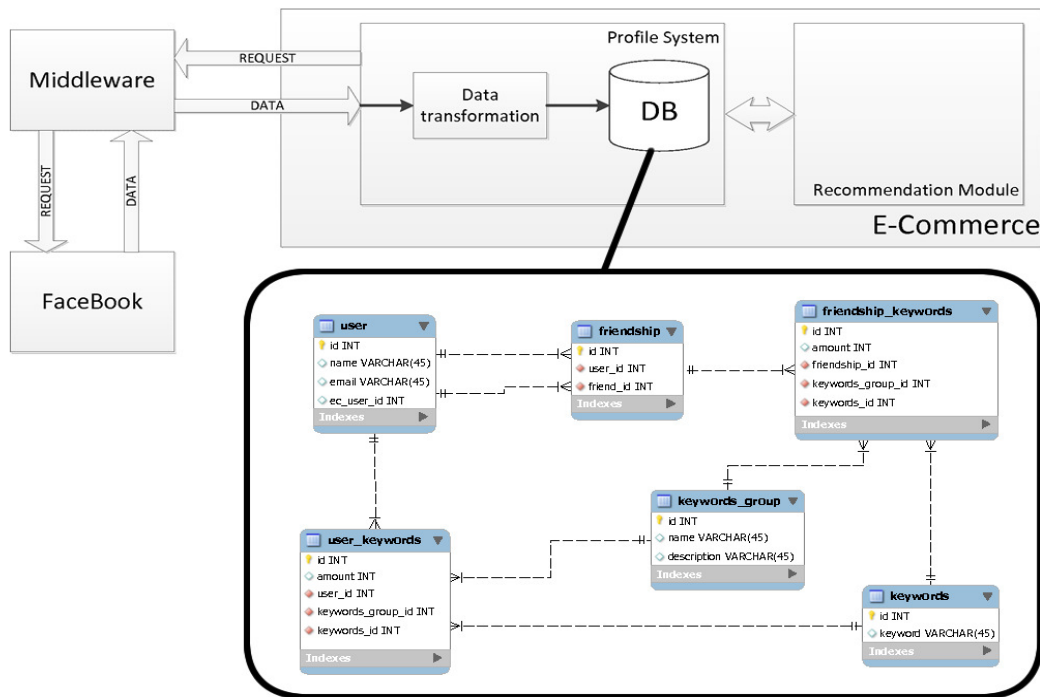 Middleware
REQUEST
DATA
REQUEST
DATA
FaceBook
Profile System
Data
transformation
DB
Recommendation Module
E-Commerce
user
id INT
name VARCHAR(45)
email VARCHAR(45)
ec_user_id INT
Indexes
friendship
id INT
user_id INT
friend_id INT
Indexes
friendship_keywords
id INT
amount INT
friendship_id INT
keywords_group_id INT
keywords_id INT
Indexes
keywords_group
id INT
name VARCHAR(45)
description VARCHAR(45)
Indexes
user_keywords
id INT
amount INT
user_id INT
keywords_group_id INT
keywords_id INT
Indexes
keywords
id INT
keyword VARCHAR(45)
Indexes